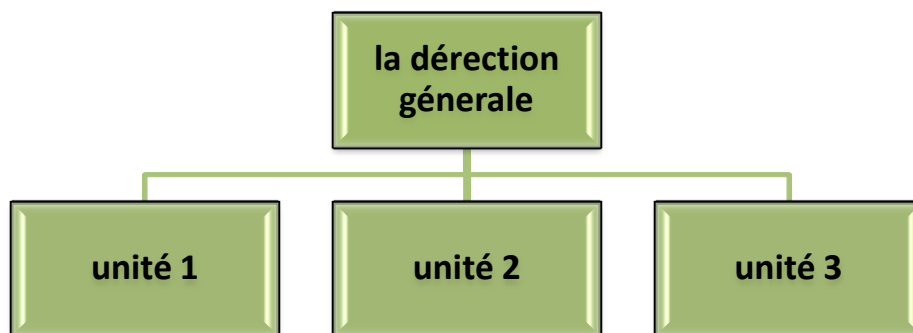 la dérection
génerale
unité 1
unité 2
unité 3